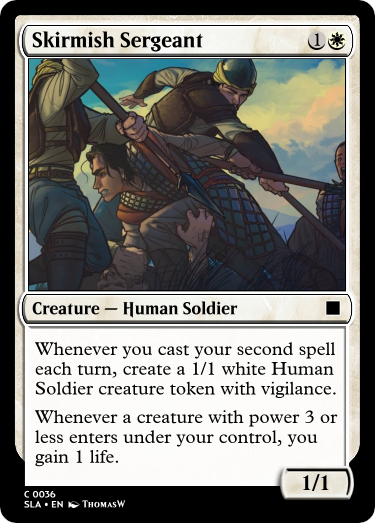 Skirmish Sergeant 1
Creature — Human Soldier
Whenever you cast your second spell
each turn, create a 1/1 white Human
Soldier creature token with vigilance.
Whenever a creature with power 3 or
less enters under your control, you
gain 1 life.
1/1
C 0036
SLA • EN ThomasW